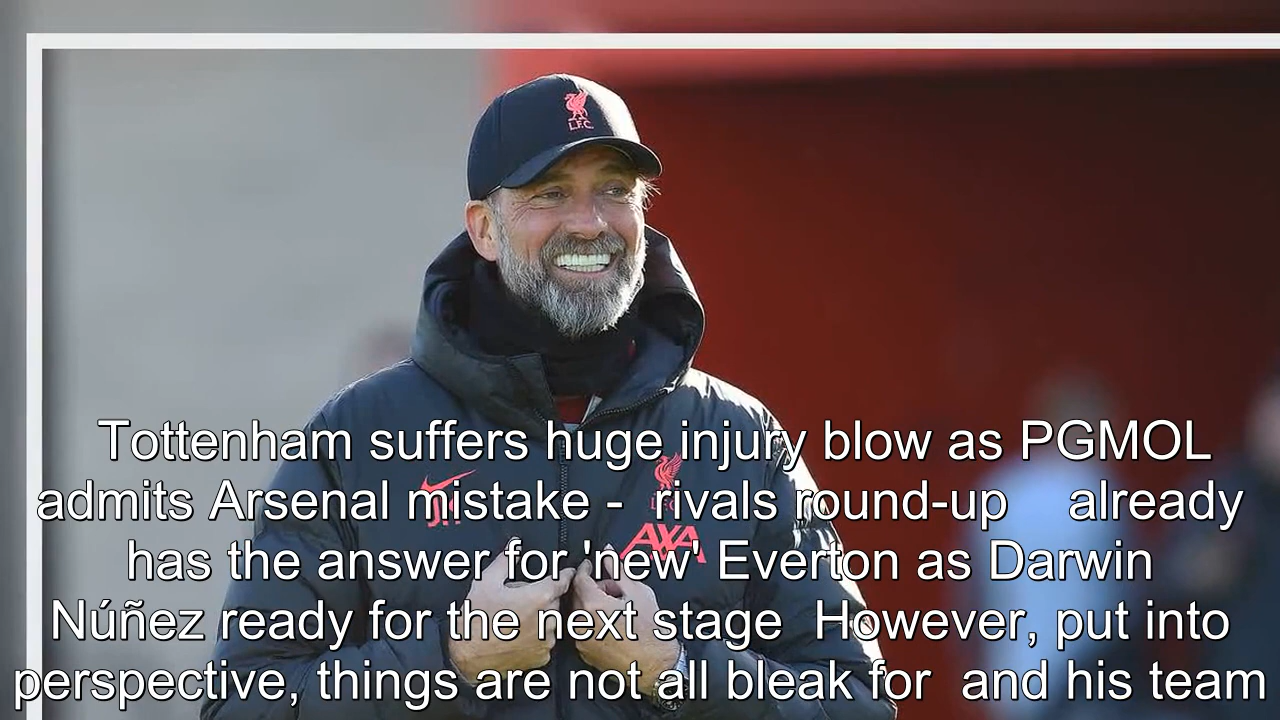 L.F.C.
Tottenham suffers huge injury blow as PGMOL
admits Arsenal mistake - rivals round-up already
has the answer for 'new' Everton as Darwin
Núñez ready for the next stage However, put into
perspective, things are not all bleak for and his team
AXA